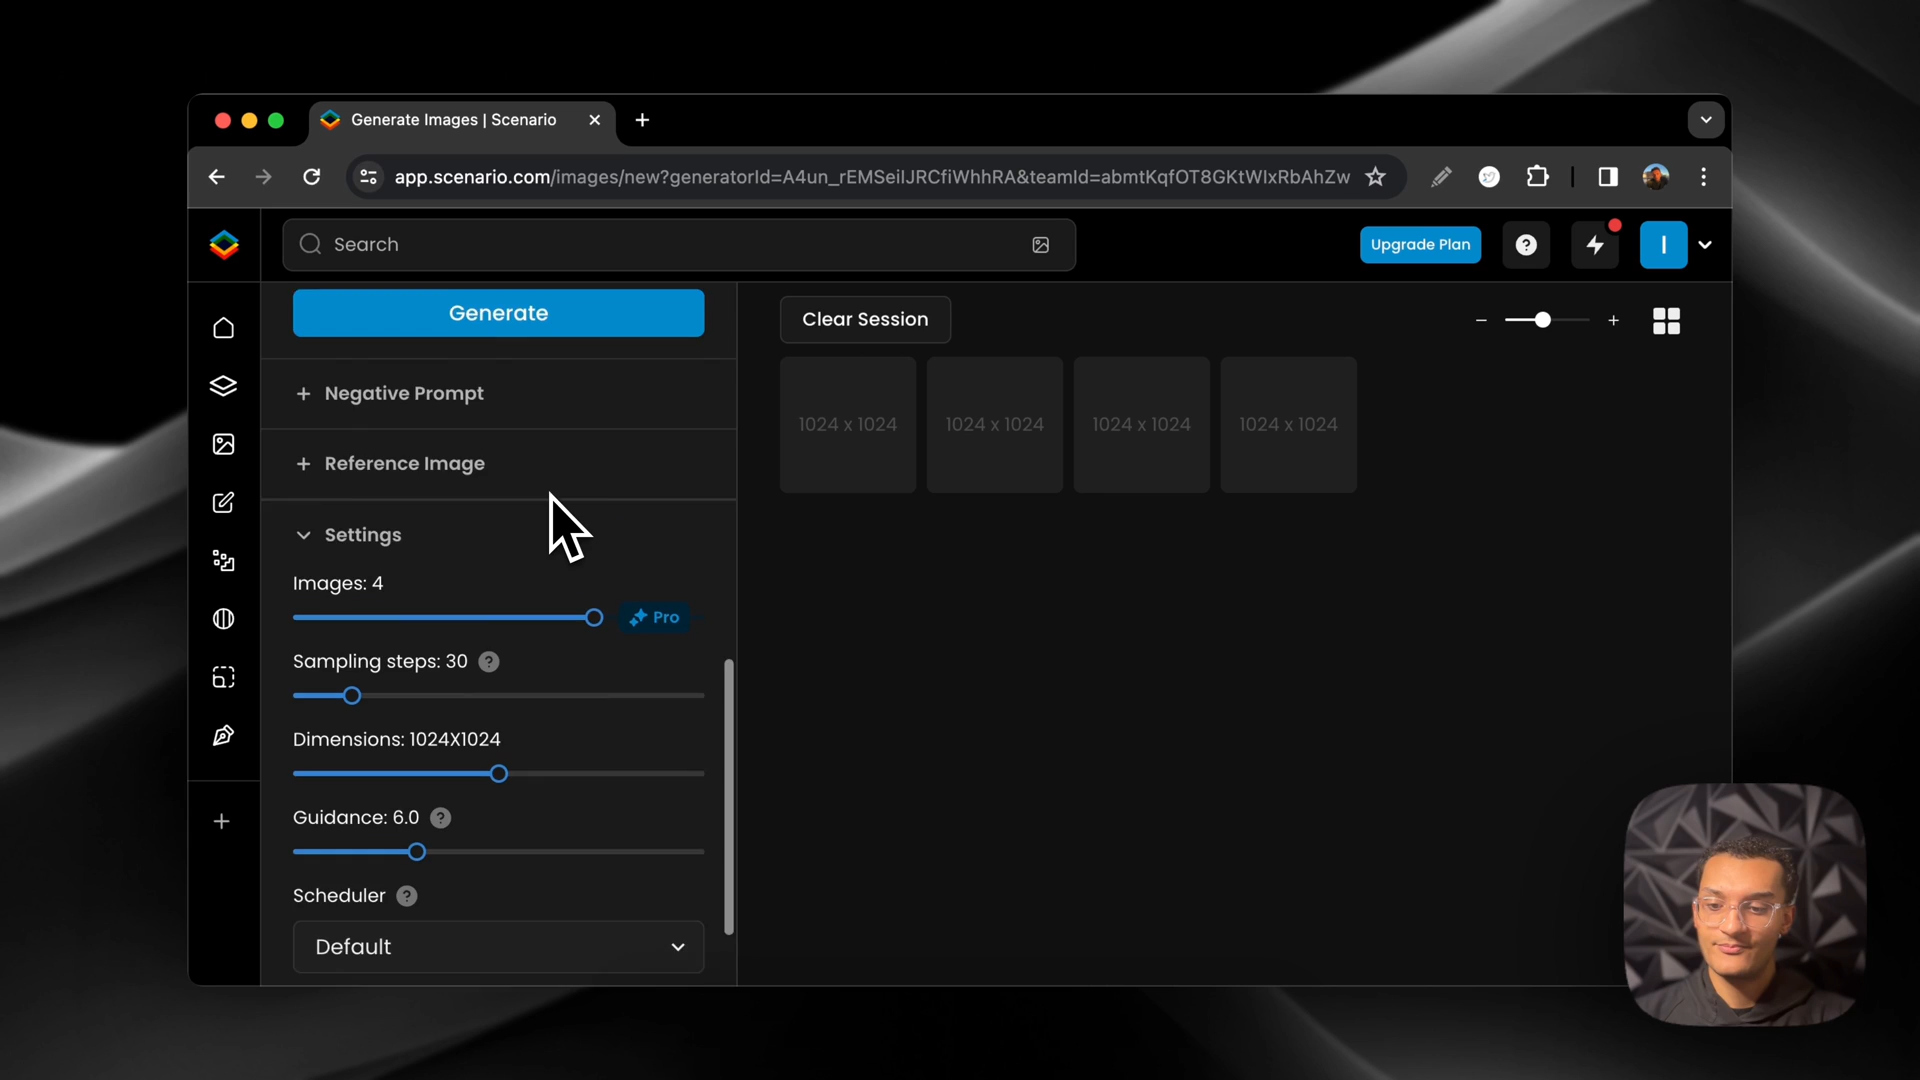 Generate Images | Scenario
app.scenario.com/images/new?generatorId=A4un_rEMSeiIJRCfiWhhRA&teamId=abmtKqfOT8GKtWIxRbAhZw
Search
Upgrade Plan
I
Generate
Clear Session
Negative Prompt
1024 x 1024
1024 x 1024
1024 x 1024
1024 x 1024
Reference Image
Settings
Images: 4
Pro
Sampling steps: 30
Dimensions: 1024X1024
Guidance: 6.0
Scheduler
Default